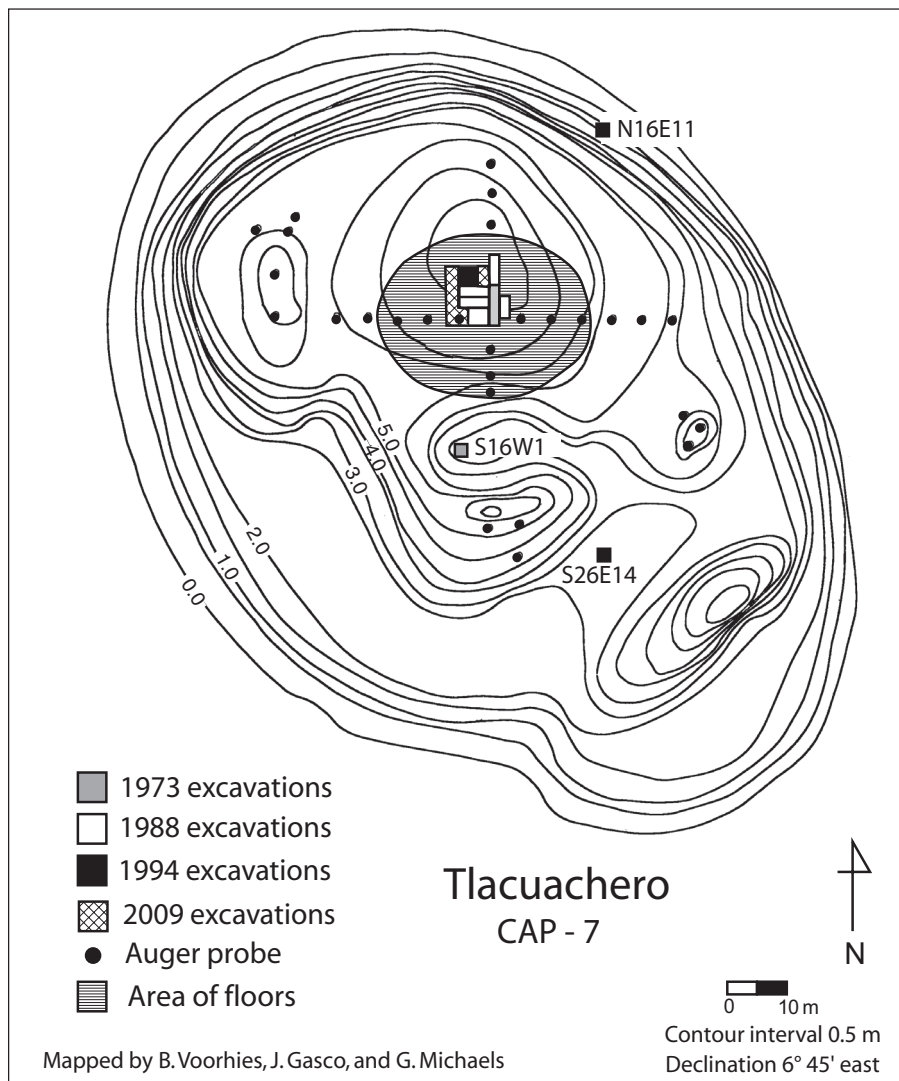 N16E11
S16W1
5.0
4.0
3.0
2.0
1.0
0.0
S26E14
1973 excavations
1988 excavations
1994 excavations
2009 excavations
Auger probe
Area of floors
Tlacuachero
CAP - 7
N
0 10 m
Contour interval 0.5 m
Declination 6° 45' east
Mapped by B. Voorhies, J. Gasco, and G. Michaels